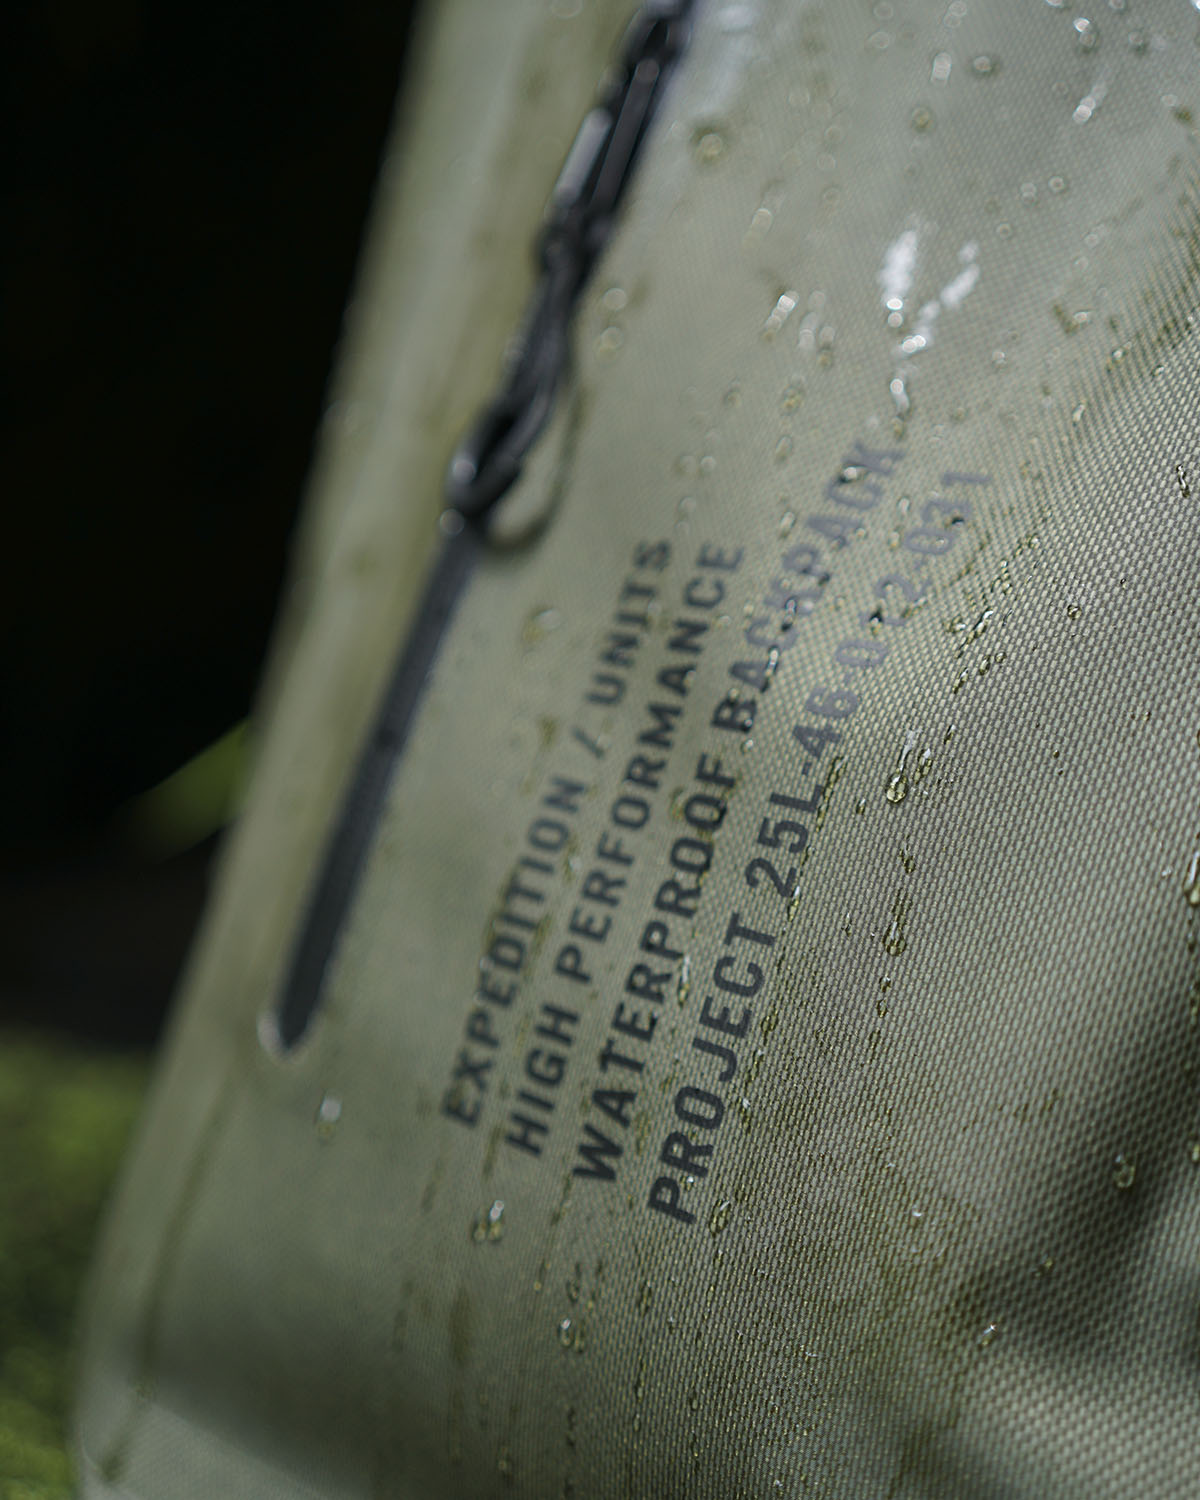 EXPEDITION / UNITS
HIGH PERFORMANCE
WATERPROOF BACKPACK
PROJECT 25L-46-012-031